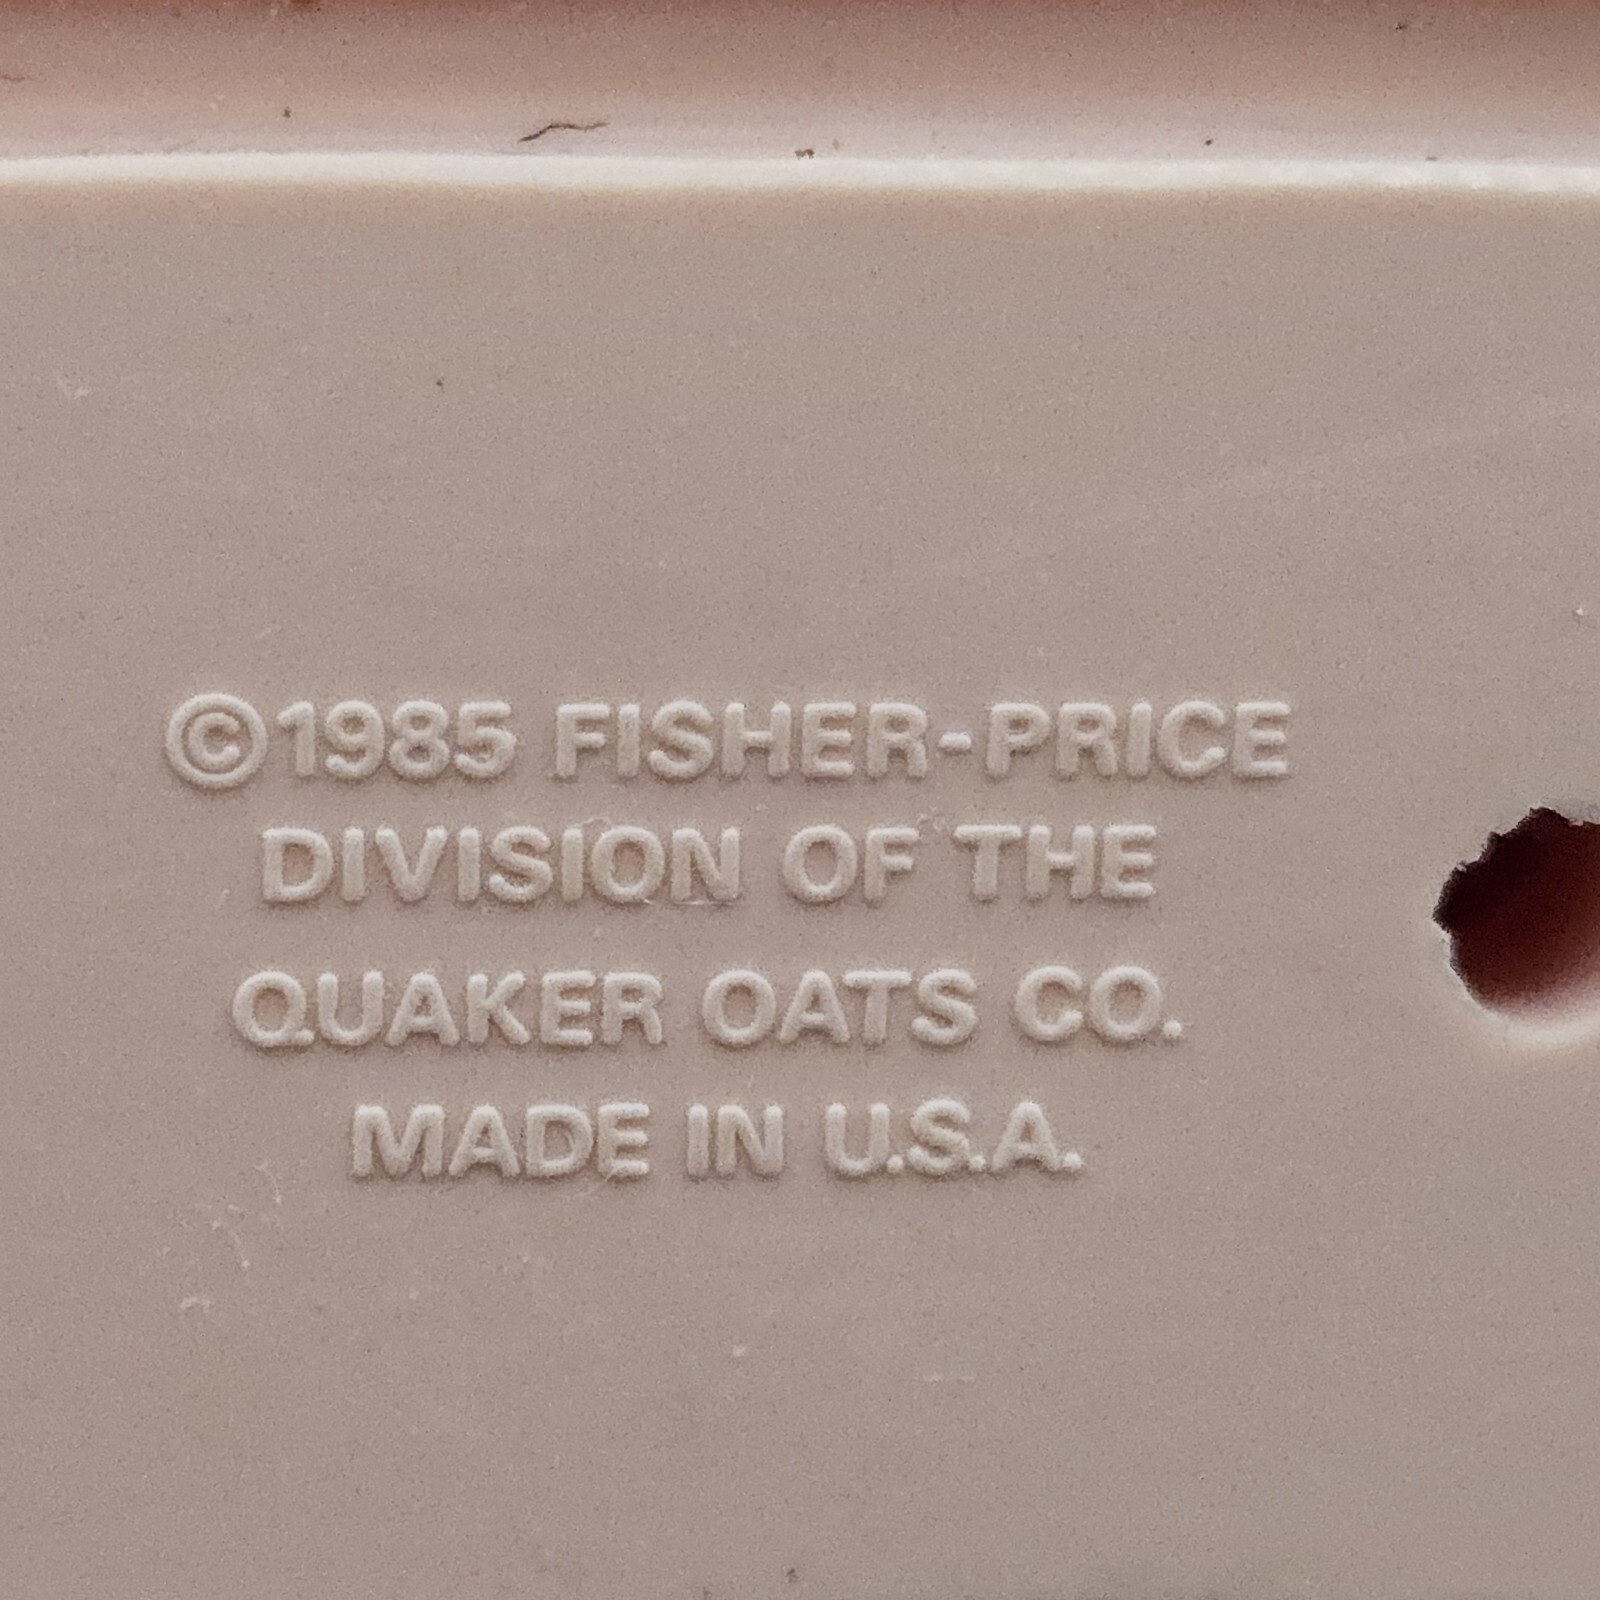 ©1985 FISHER-PRICE
DIVISION OF THE
QUAKER OATS CO.
MADE IN U.S.A.